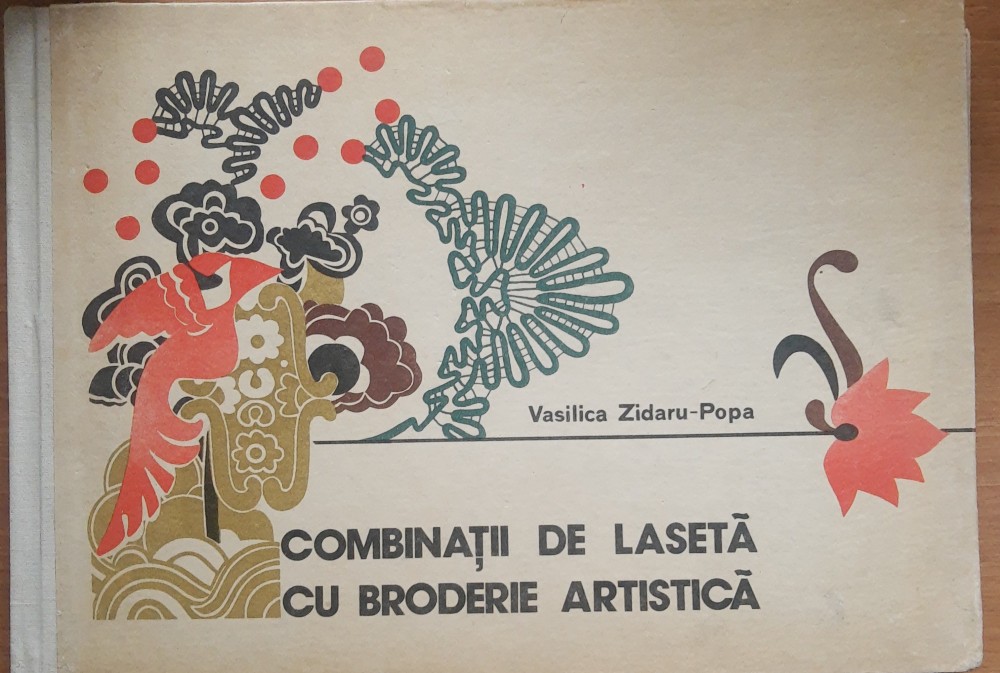 Vasilica Zidaru-Popa
COMBINAȚII DE LASETĂ
CU BRODERIE ARTISTICĂ